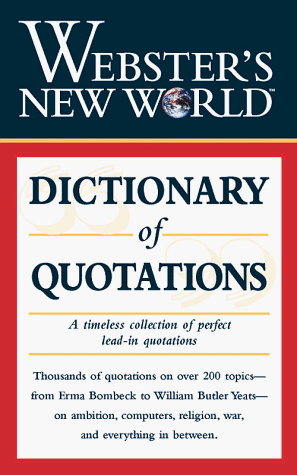 WEBSTER'S
NEW WORLD™
DICTIONARY
of
QUOTATIONS
A timeless collection of perfect
lead-in quotations
Thousands of quotations on over 200 topics—
from Erma Bombeck to William Butler Yeats—
on ambition, computers, religion, war,
and everything in between.